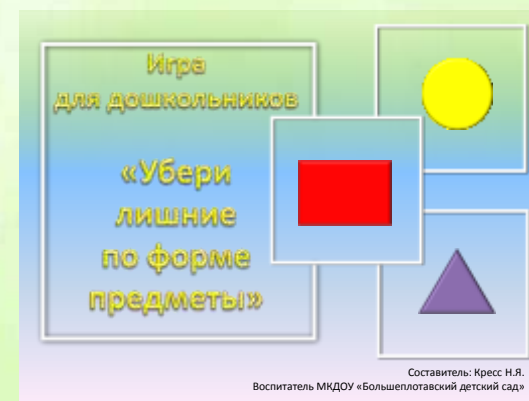 Игра
для дошкольников
«Убери
лишние
по форме
предметы»
Составитель: Кресс Н.Я.
Воспитатель МКДОУ «Большеплотавский детский сад»